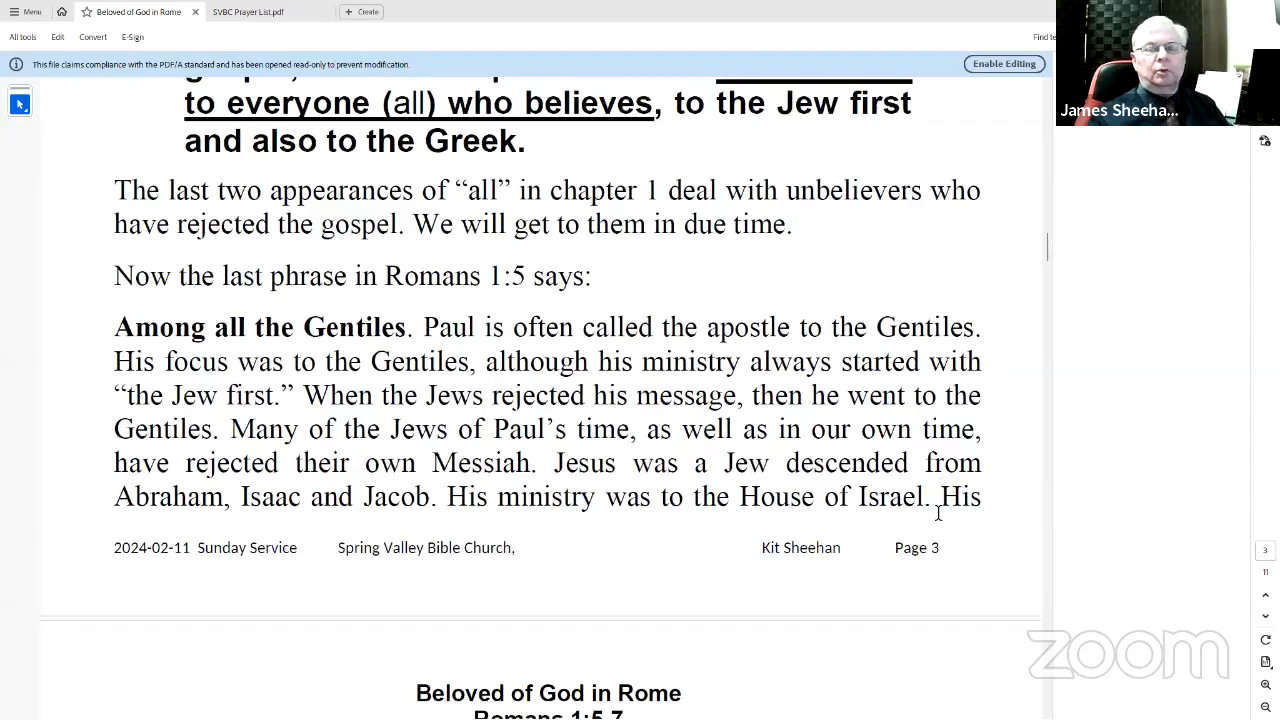 Menu
Beloved of God in Rome
SVBC Prayer List.pdf
Create
All tools Edit Convert E-Sign
Find te
This file claims compliance with the PDF/A standard and has been opened read-only to prevent modification.
Enable Editing
James Sheeha...
to everyone (all) who believes, to the Jew first
and also to the Greek.
The last two appearances of “all” in chapter 1 deal with unbelievers who
have rejected the gospel. We will get to them in due time.
Now the last phrase in Romans 1:5 says:
Among all the Gentiles. Paul is often called the apostle to the Gentiles.
His focus was to the Gentiles, although his ministry always started with
“the Jew first.” When the Jews rejected his message, then he went to the
Gentiles. Many of the Jews of Paul’s time, as well as in our own time,
have rejected their own Messiah. Jesus was a Jew descended from
Abraham, Isaac and Jacob. His ministry was to the House of Israel. His
2024-02-11 Sunday Service Spring Valley Bible Church, Kit Sheehan Page 3
3
11
zoom
Beloved of God in Rome
Romans 1:5-7